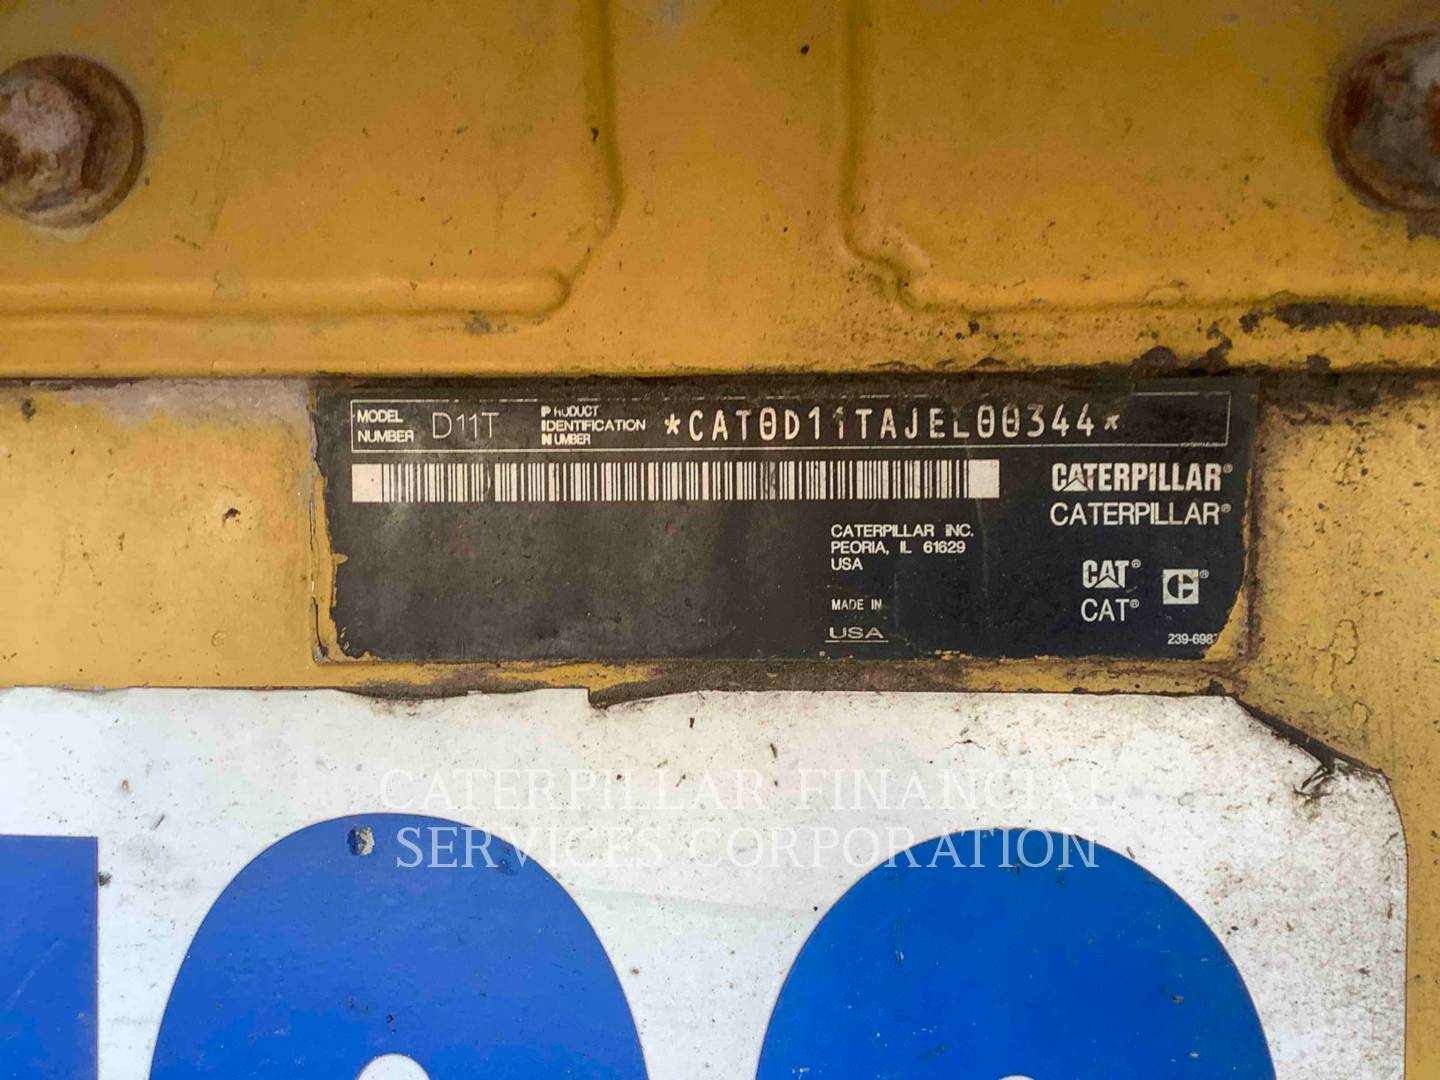 MODEL NUMBER D11T PRODUCT IDENTIFICATION NUMBER *CAT0D11TAJEL00344*
CATERPILLAR®
CATERPILLAR®
CATERPILLAR INC.
PEORIA, IL 61629
USA
CAT® C®
CAT®
MADE IN
USA
239-698
CATERPILLAR FINANCIAL
SERVICES CORPORATION